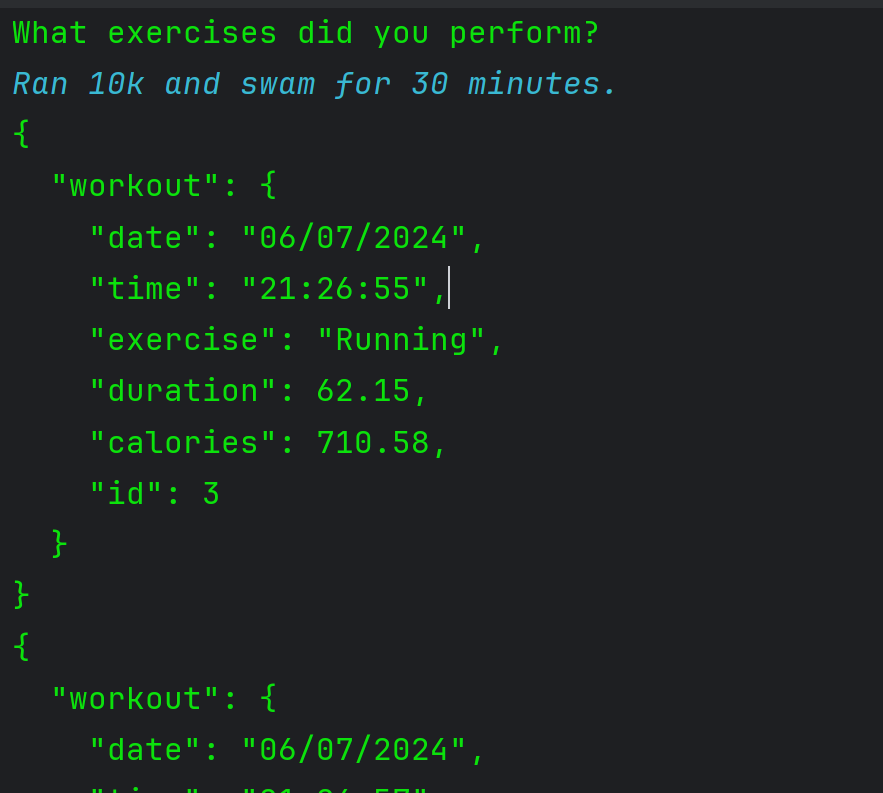 What exercises did you perform?
Ran 10k and swam for 30 minutes.
{
  "workout": {
    "date": "06/07/2024",
    "time": "21:26:55",
    "exercise": "Running",
    "duration": 62.15,
    "calories": 710.58,
    "id": 3
  }
}
{
  "workout": {
    "date": "06/07/2024",